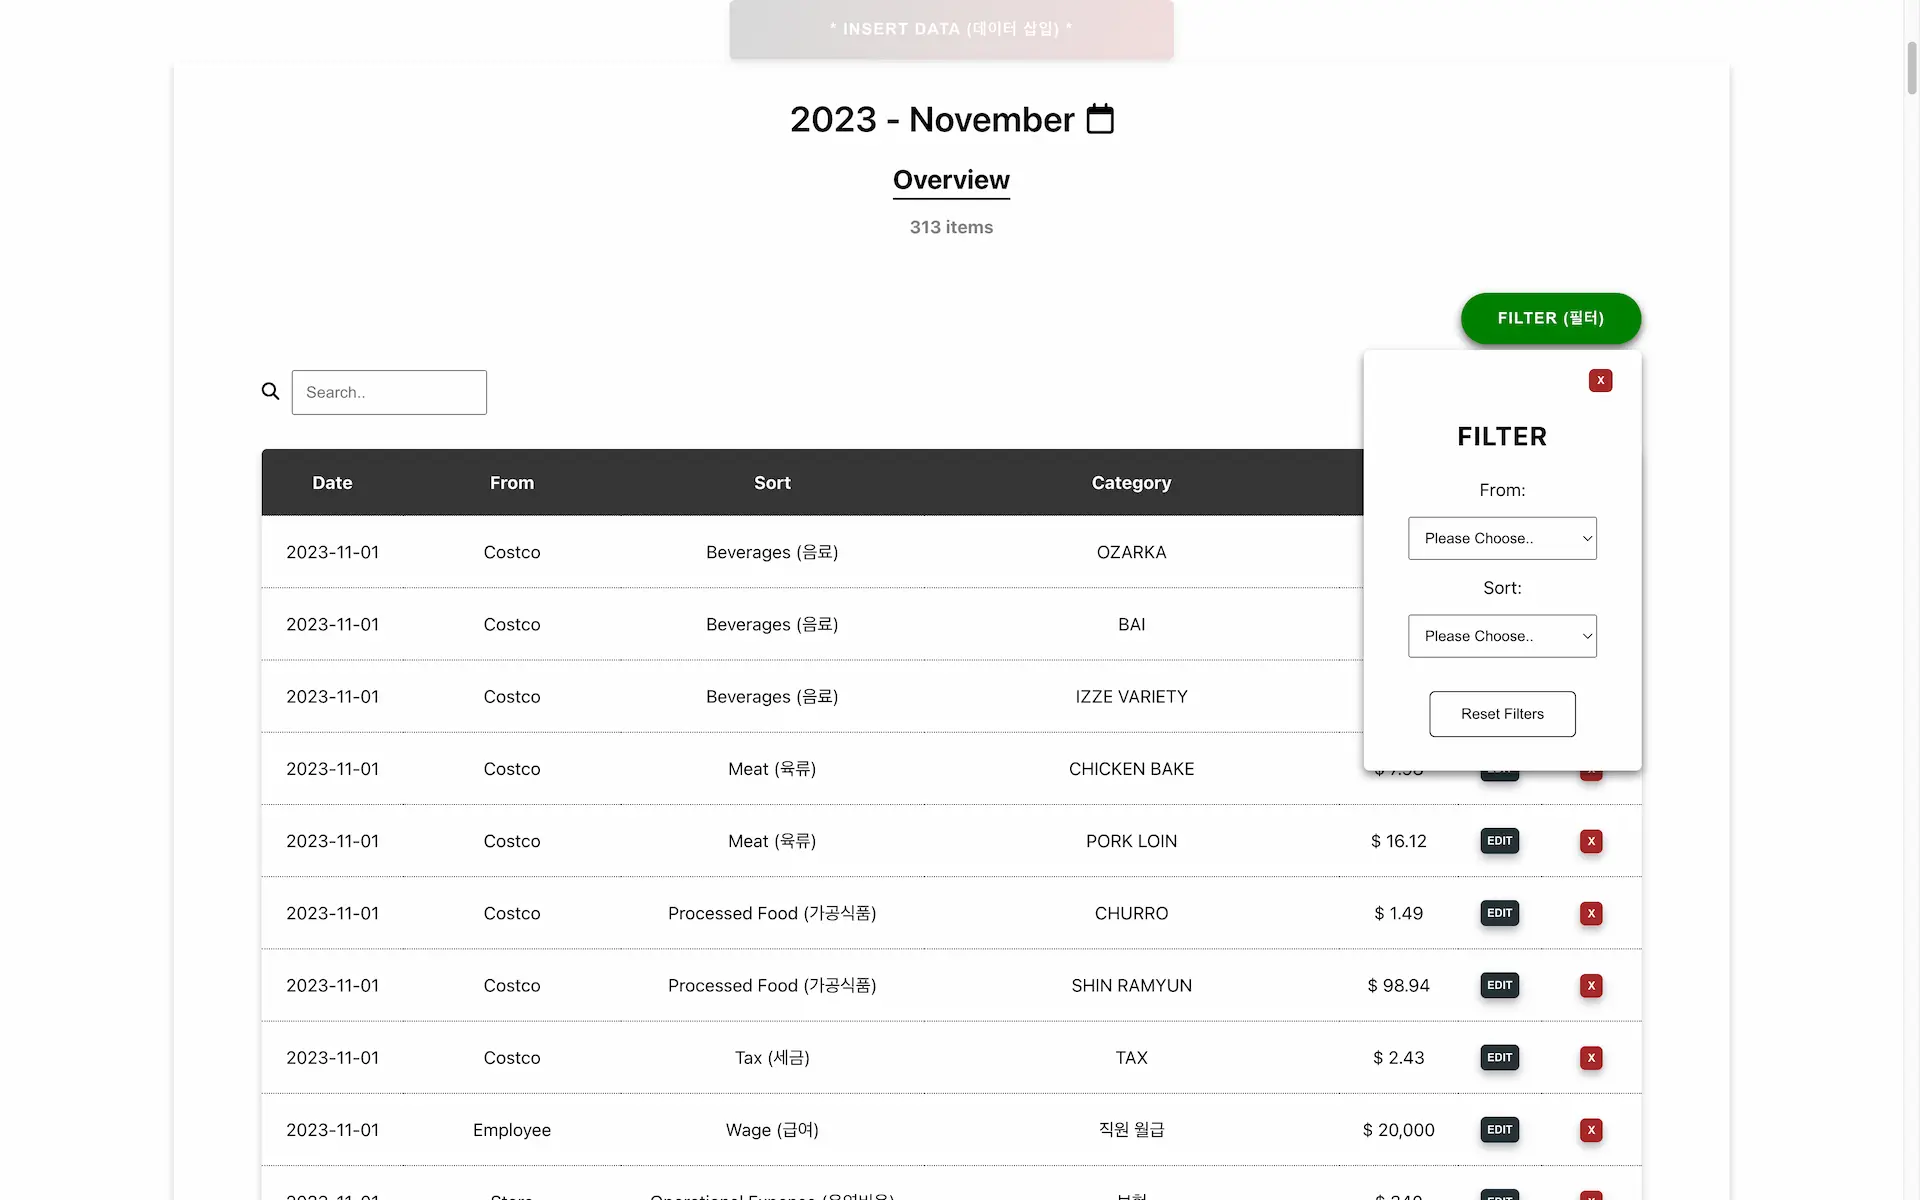 * INSERT DATA (데이터 삽입) *
2023 - November
Overview
313 items
FILTER (필터)
Search..
X
FILTER
From:
Please Choose..
Sort:
Please Choose..
Reset Filters
Date From Sort Category
2023-11-01 Costco Beverages (음료) OZARKA
2023-11-01 Costco Beverages (음료) BAI
2023-11-01 Costco Beverages (음료) IZZE VARIETY
2023-11-01 Costco Meat (육류) CHICKEN BAKE
2023-11-01 Costco Meat (육류) PORK LOIN $ 16.12 EDIT X
2023-11-01 Costco Processed Food (가공식품) CHURRO $ 1.49 EDIT X
2023-11-01 Costco Processed Food (가공식품) SHIN RAMYUN $ 98.94 EDIT X
2023-11-01 Costco Tax (세금) TAX $ 2.43 EDIT X
2023-11-01 Employee Wage (급여) 직원 월급 $ 20,000 EDIT X